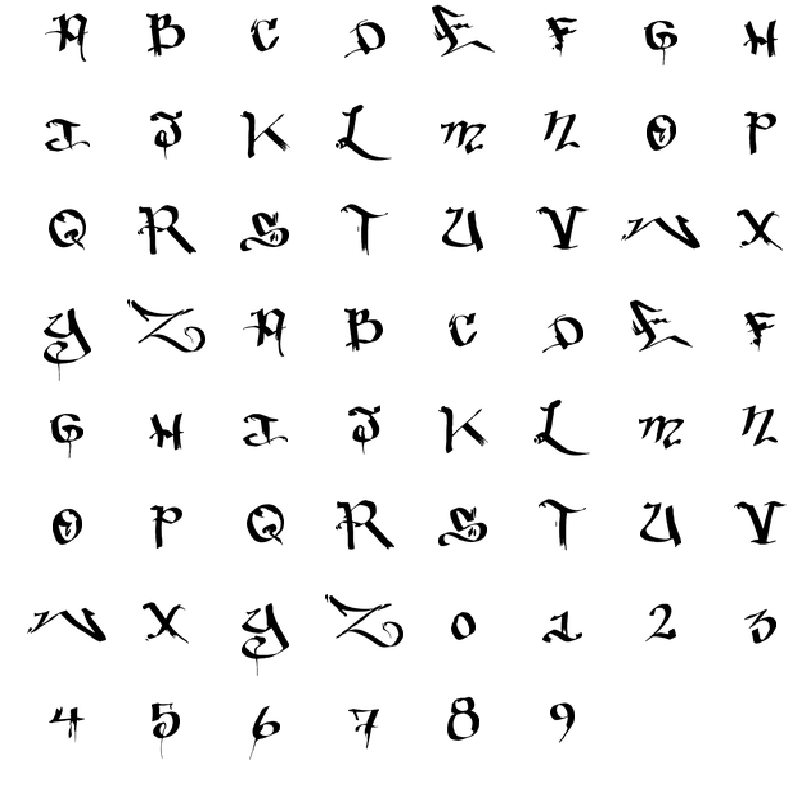 A B C D E F G H
I J K L m n O P
Q R S T U V W X
Y Z A B C D E F
G H I J K L m n
O P Q R S T U V
W X Y Z 0 1 2 3
4 5 6 7 8 9